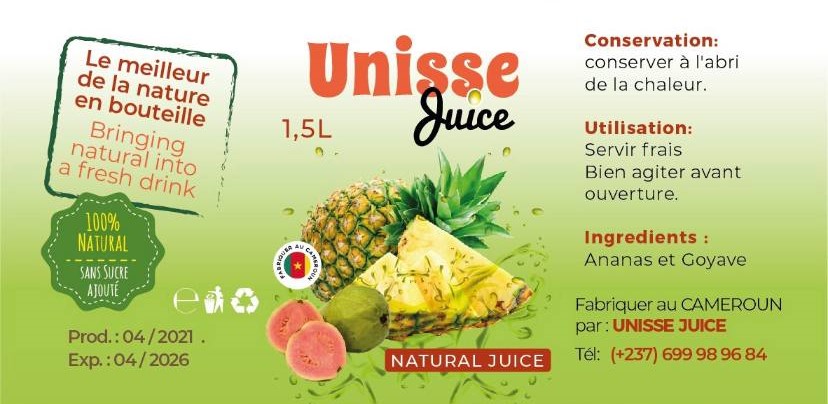 Le meilleur
de la nature
en bouteille
Bringing
natural into
a fresh drink
100%
NATURAL
SANS SUCRE
AJOUTÉ
Prod.: 04 / 2021 .
Exp. : 04 / 2026
Unisse
Juice
1,5L
FABRIQUER AU CAMEROUN
NATURAL JUICE
Conservation:
conserver à l'abri
de la chaleur.
Utilisation:
Servir frais
Bien agiter avant
ouverture.
Ingredients :
Ananas et Goyave
Fabriquer au CAMEROUN
par : UNISSE JUICE
Tél: (+237) 699 98 96 84